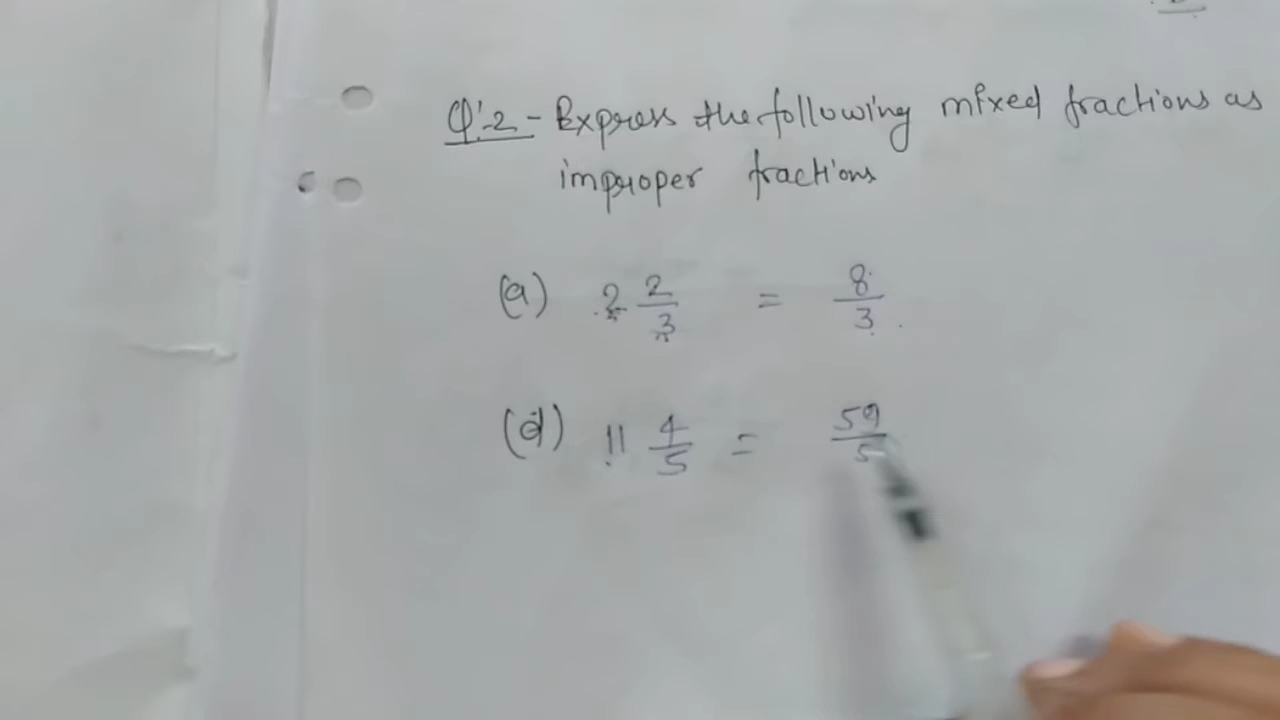 Q.2 - Express the following mixed fractions as
improper fractions
(a) 2 2/3 = 8/3
(d) 11 4/5 = 59/5